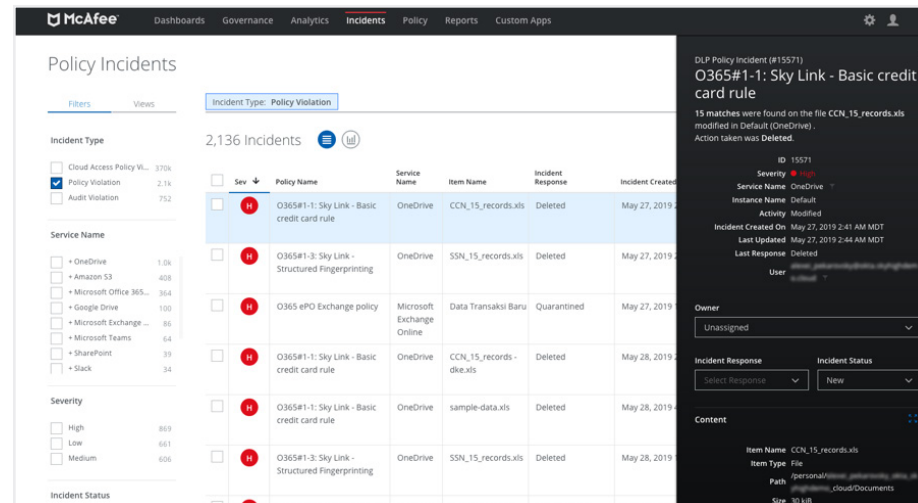 McAfee
Dashboards Governance Analytics Incidents Policy Reports Custom Apps
Policy Incidents
Filters Views
Incident Type
Cloud Access Policy Vi... 370k
Policy Violation 2.1k
Audit Violation 752
Service Name
+ OneDrive 1.0k
+ Amazon S3 408
+ Microsoft Office 365... 364
+ Google Drive 100
+ Microsoft Exchange ... 86
+ Microsoft Teams 64
+ SharePoint 39
+ Slack 34
Severity
High 869
Low 661
Medium 606
Incident Status
Incident Type: Policy Violation
2,136 Incidents
Sev Policy Name Service Name Item Name Incident Response Incident Created
H O365#1-1: Sky Link - Basic credit card rule OneDrive CCN_15_records.xls Deleted May 27, 2019 2
H O365#1-3: Sky Link - Structured Fingerprinting OneDrive SSN_15_records.xls Deleted May 27, 2019
H O365 ePO Exchange policy Microsoft Exchange Online Data Transaksi Baru Quarantined May 27, 2019 1
H O365#1-1: Sky Link - Basic credit card rule OneDrive CCN_15_records - dke.xls Deleted May 28, 2019 2
H O365#1-1: Sky Link - Basic credit card rule OneDrive sample-data.xls Deleted May 28, 2019 4
H O365#1-3: Sky Link - Structured Fingerprinting OneDrive SSN_15_records.xls Deleted May 28, 2019 1
DLP Policy Incident (#15571)
O365#1-1: Sky Link - Basic credit
card rule
15 matches were found on the file CCN_15_records.xls
modified in Default (OneDrive) .
Action taken was Deleted.
ID 15571
Severity High
Service Name OneDrive
Instance Name Default
Activity Modified
Incident Created On May 27, 2019 2:41 AM MDT
Last Updated May 27, 2019 2:44 AM MDT
Last Response Deleted
User
Owner
Unassigned
Incident Response Incident Status
Select Response New
Content
Item Name CCN_15_records.xls
Item Type File
Path /personal/
_cloud/Documents
Size 30 kiB